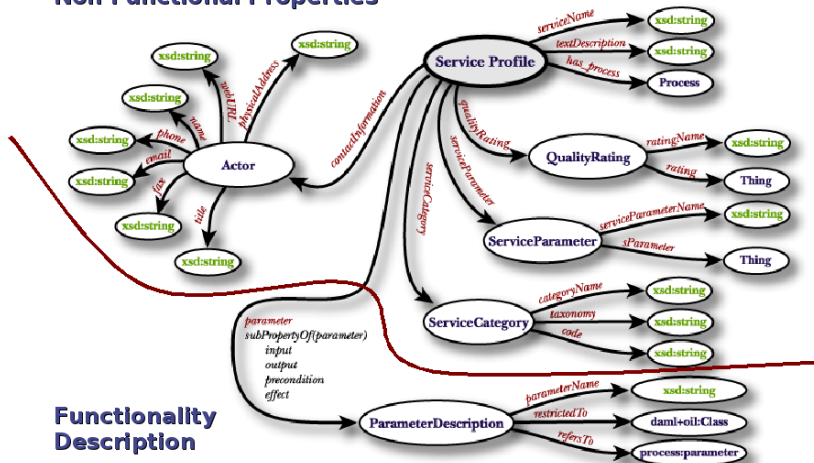 Non Functional Properties
serviceName
xsd:string
textDescription
xsd:string
has_process
Process
Service Profile
xsd:string
webURL
xsd:string
physicalAddress
xsd:string
name
xsd:string
phone
xsd:string
email
xsd:string
fax
xsd:string
title
Actor
contactInformation
qualityRating
QualityRating
ratingName
xsd:string
rating
Thing
serviceParameter
ServiceParameter
serviceParameterName
xsd:string
sParameter
Thing
serviceCategory
ServiceCategory
categoryName
xsd:string
taxonomy
xsd:string
code
xsd:string
parameter
subPropertyOf(parameter)
input
output
precondition
effect
ParameterDescription
parameterName
xsd:string
restrictedTo
daml+oil:Class
refersTo
process:parameter
Functionality
Description